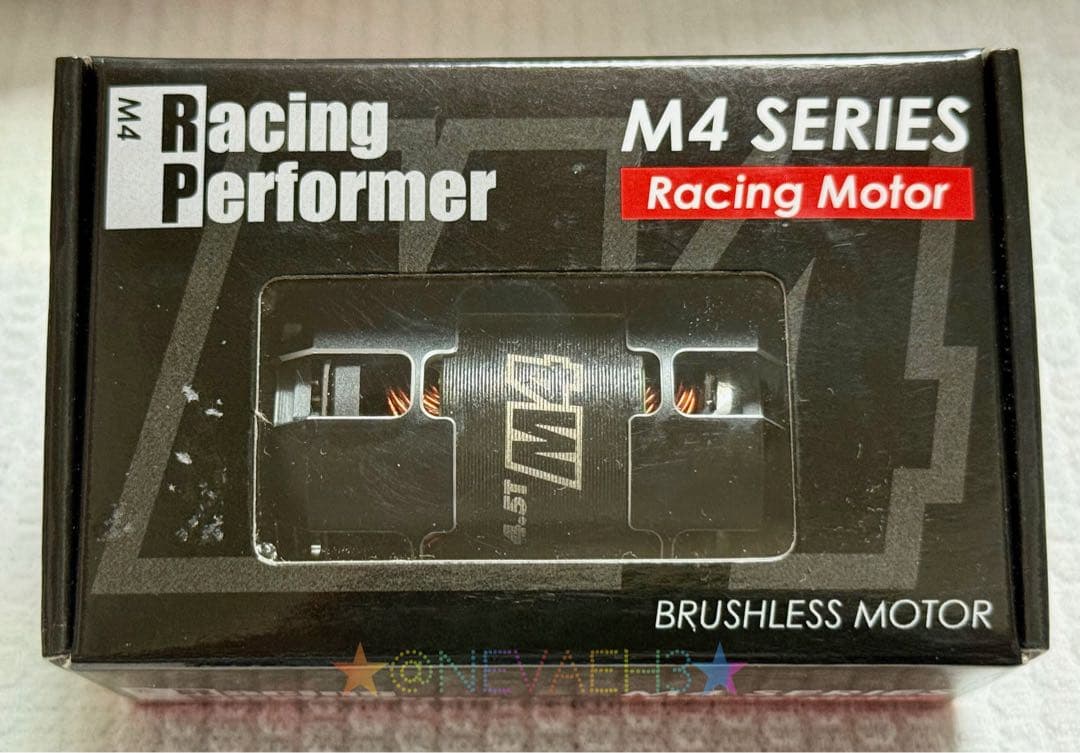 M4
Racing
Performer
M4 SERIES
Racing Motor
M4
4.5T
BRUSHLESS MOTOR
★@NEVAEH3★